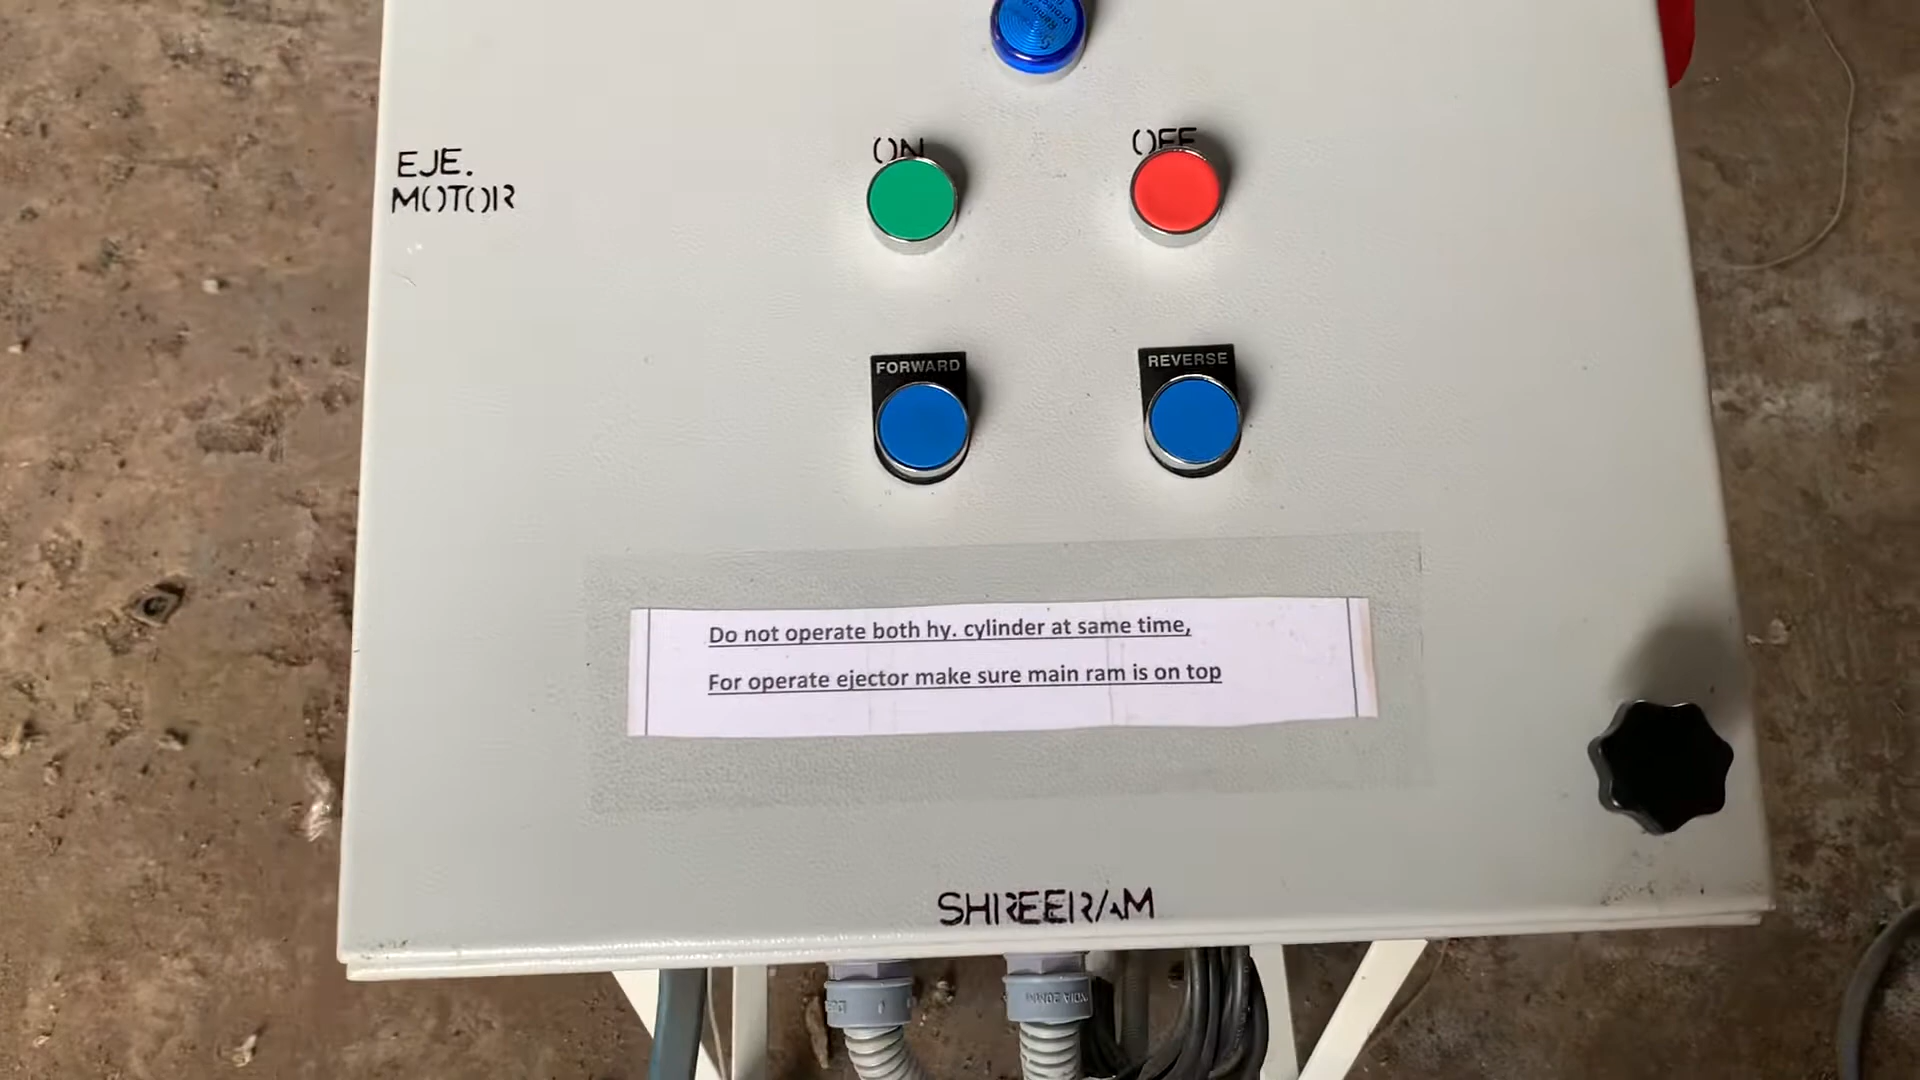 ON
OFF
EJE.
MOTOR
FORWARD
REVERSE
Do not operate both hy. cylinder at same time,
For operate ejector make sure main ram is on top
SHREERAM